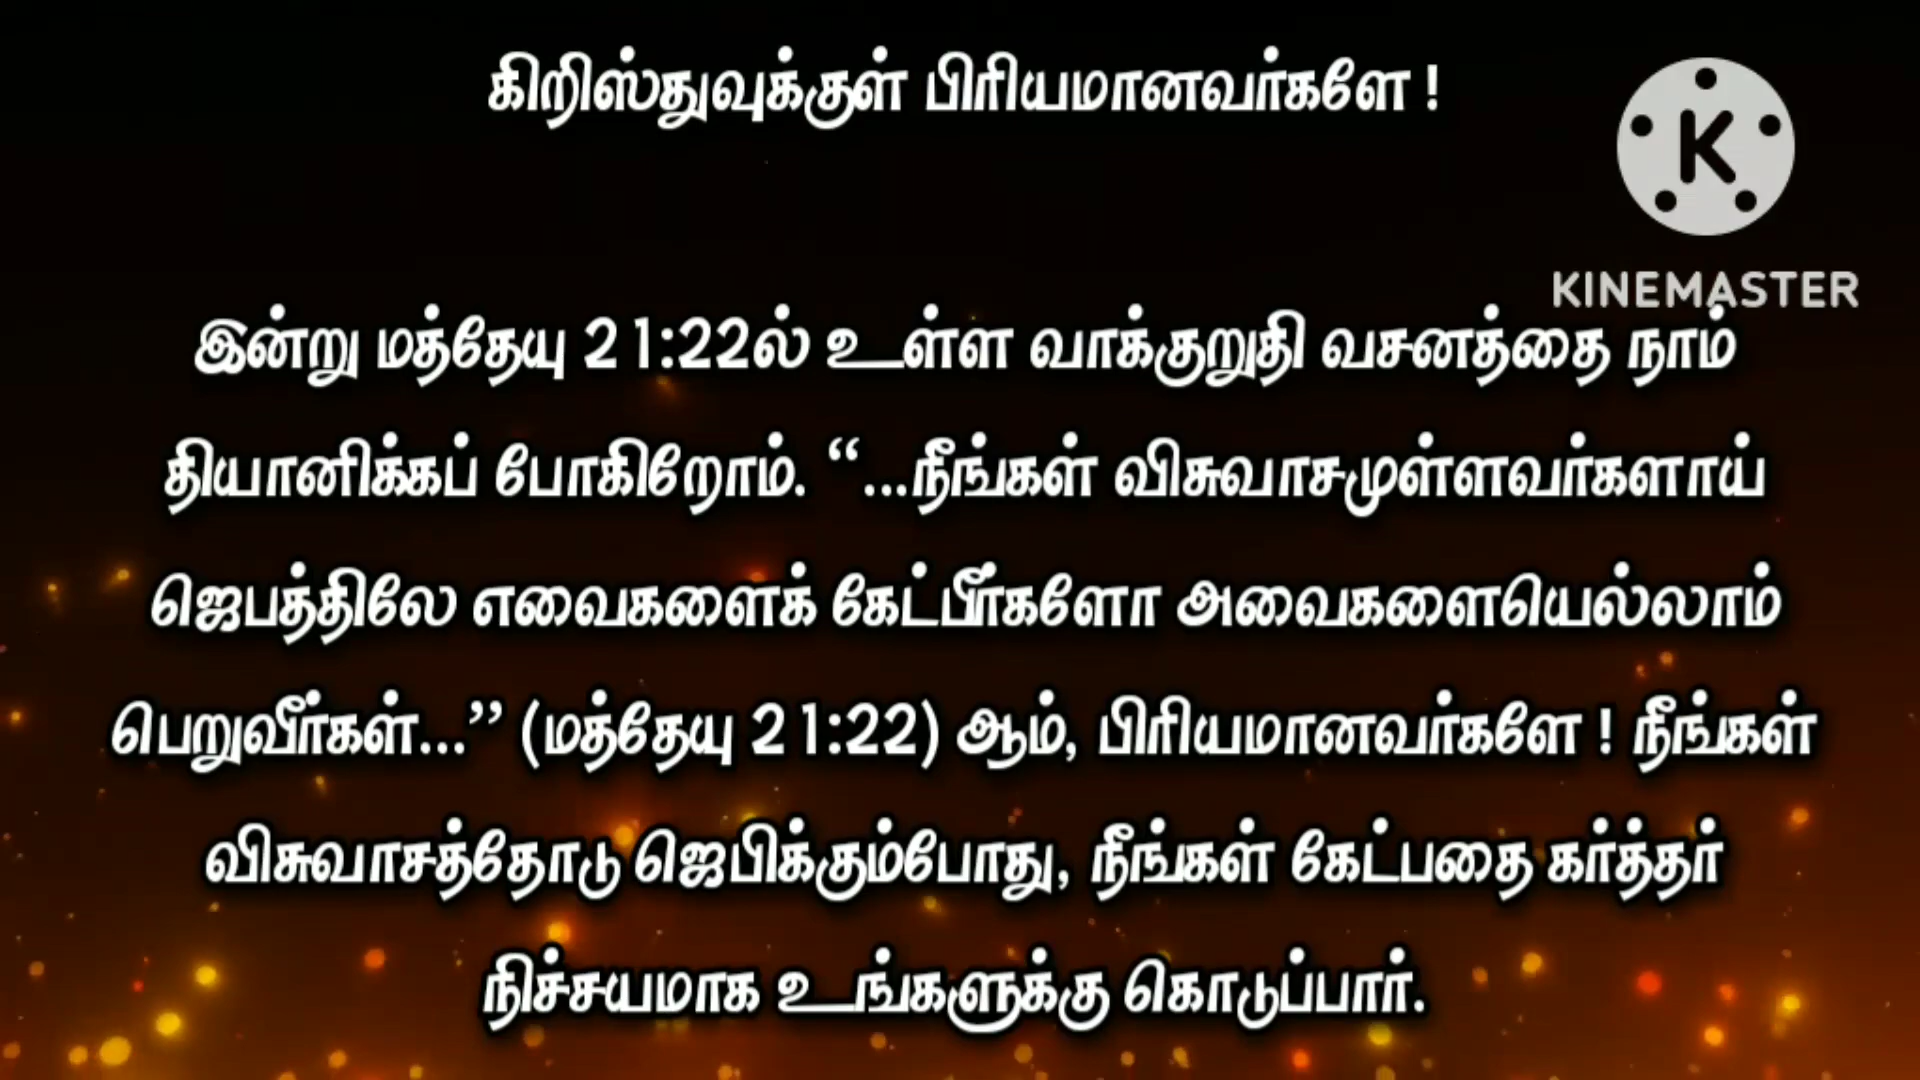 கிறிஸ்துவுக்குள் பிரியமானவர்களே !
KINEMASTER
இன்று மத்தேயு 21:22ல் உள்ள வாக்குறுதி வசனத்தை நாம்
தியானிக்கப் போகிறோம். “...நீங்கள் விசுவாசமுள்ளவர்களாய்
ஜெபத்திலே எவைகளைக் கேட்பீர்களோ அவைகளையெல்லாம்
பெறுவீர்கள்...” (மத்தேயு 21:22) ஆம், பிரியமானவர்களே ! நீங்கள்
விசுவாசத்தோடு ஜெபிக்கும்போது, நீங்கள் கேட்பதை கர்த்தர்
நிச்சயமாக உங்களுக்கு கொடுப்பார்.